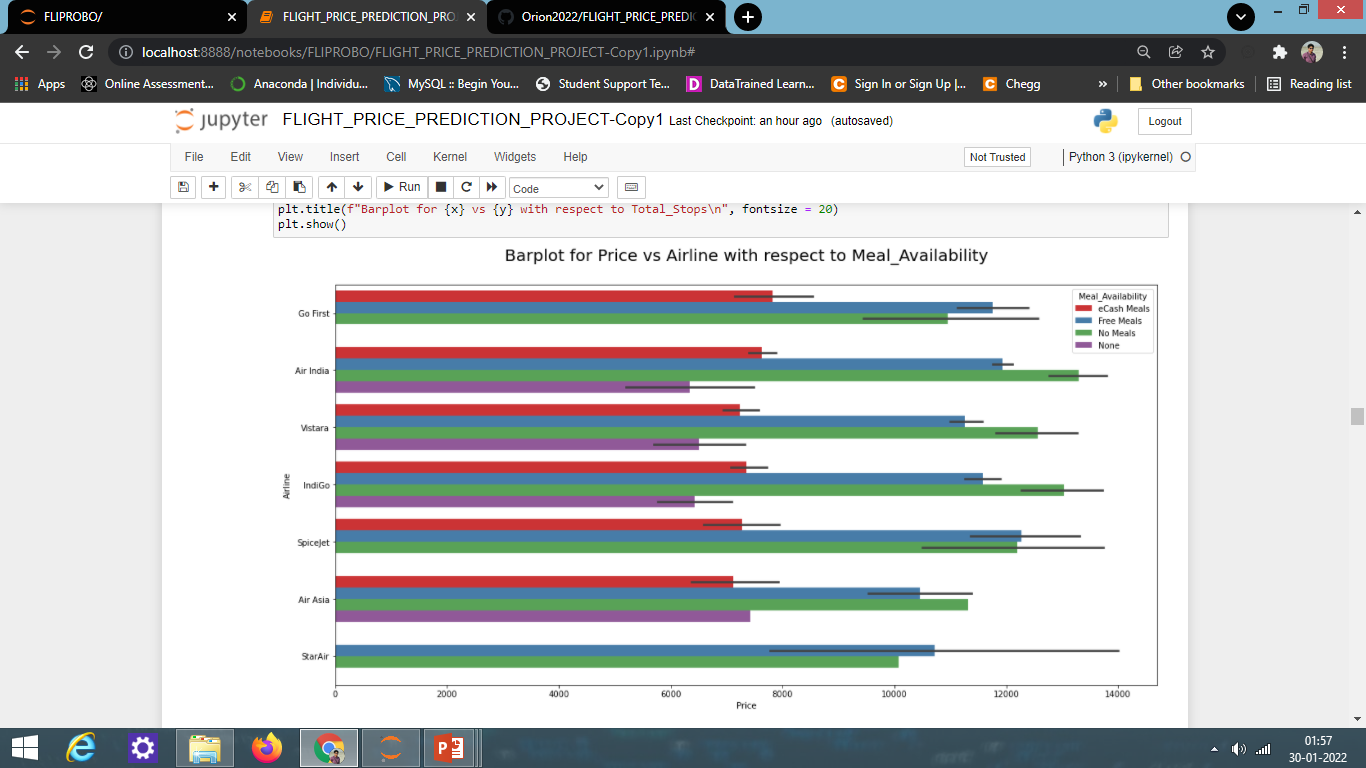 FLIPROBO/
FLIGHT_PRICE_PREDICTION_PRO
Orion2022/FLIGHT_PRICE_PREDI
localhost:8888/notebooks/FLIPROBO/FLIGHT_PRICE_PREDICTION_PROJECT-Copy1.ipynb#
Apps
Online Assessment...
Anaconda | Individu...
MySQL :: Begin You...
Student Support Te...
D
DataTrained Learn...
C
Sign In or Sign Up |...
C
Chegg
»
Other bookmarks
Reading list
jupyter
FLIGHT_PRICE_PREDICTION_PROJECT-Copy1 Last Checkpoint: an hour ago (autosaved)
Logout
File
Edit
View
Insert
Cell
Kernel
Widgets
Help
Not Trusted
Python 3 (ipykernel)
Run
Code
plt.title(f"Barplot for {x} vs {y} with respect to Total_Stops\n", fontsize = 20)
plt.show()
Barplot for Price vs Airline with respect to Meal_Availability
Meal_Availability
eCash Meals
Free Meals
No Meals
None
Go First
Air India
Vistara
IndiGo
SpiceJet
Air Asia
StarAir
Airline
0
2000
4000
6000
8000
10000
12000
14000
Price
P
01:57
30-01-2022